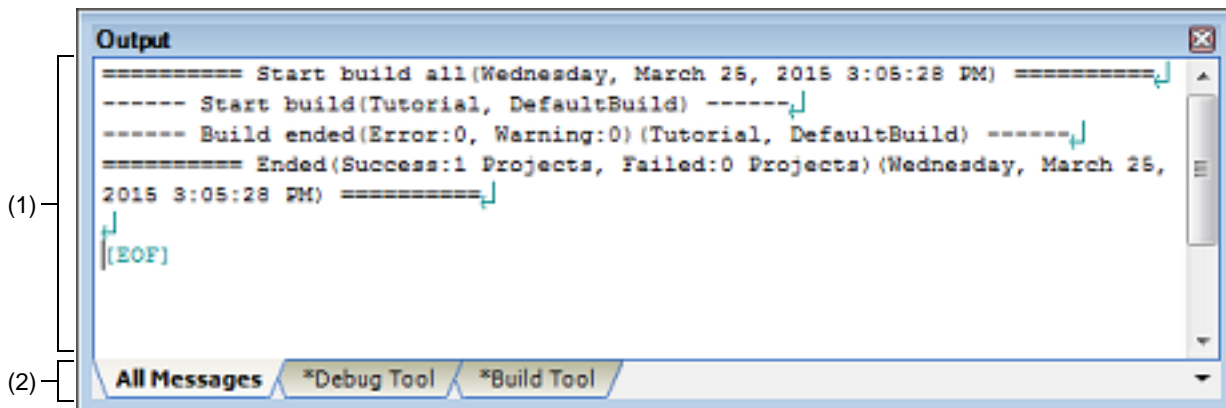 Output
========== Start build all(Wednesday, March 25, 2015 3:05:28 PM) ==========
------ Start build(Tutorial, DefaultBuild) ------
------ Build ended(Error:0, Warning:0)(Tutorial, DefaultBuild) ------
========== Ended(Success:1 Projects, Failed:0 Projects)(Wednesday, March 25,
2015 3:05:28 PM) ==========
[EOF]
(1)
(2)
All Messages *Debug Tool *Build Tool